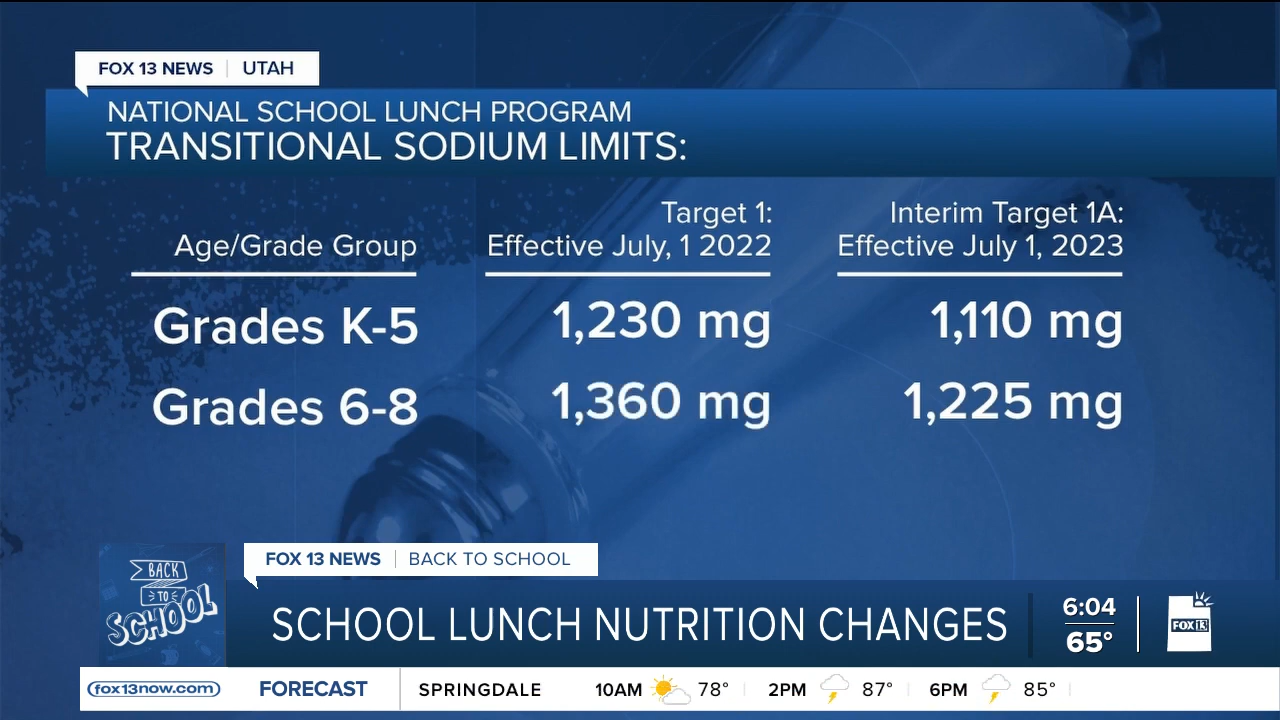 FOX 13 NEWS | UTAH
NATIONAL SCHOOL LUNCH PROGRAM
TRANSITIONAL SODIUM LIMITS:
Age/Grade Group
Target 1:
Effective July, 1 2022
Interim Target 1A:
Effective July 1, 2023
Grades K-5 1,230 mg 1,110 mg
Grades 6-8 1,360 mg 1,225 mg
BACK
TO
SCHOOL
FOX 13 NEWS | BACK TO SCHOOL
SCHOOL LUNCH NUTRITION CHANGES
6:04
65°
FOX 13
fox13now.com FORECAST SPRINGDALE 10AM 78° 2PM 87° 6PM 85°